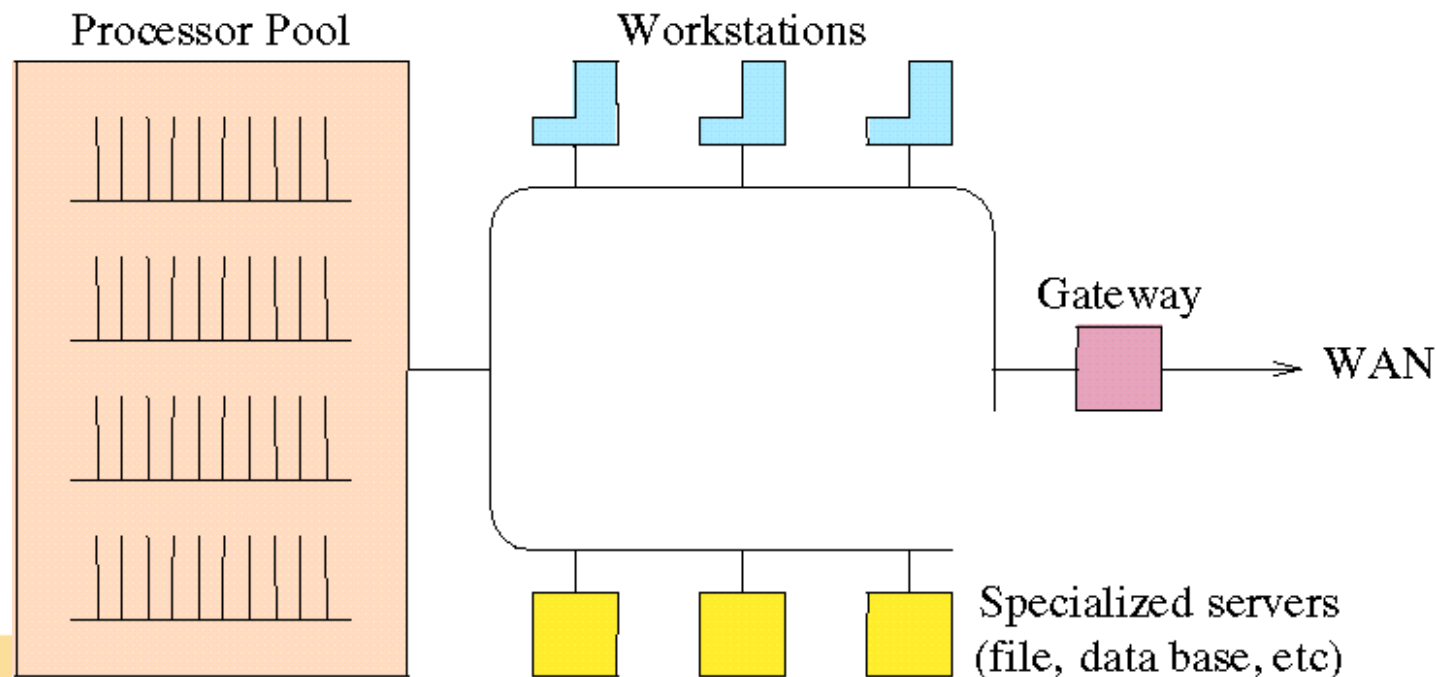 Processor Pool
Workstations
Gateway
WAN
Specialized servers
(file, data base, etc)